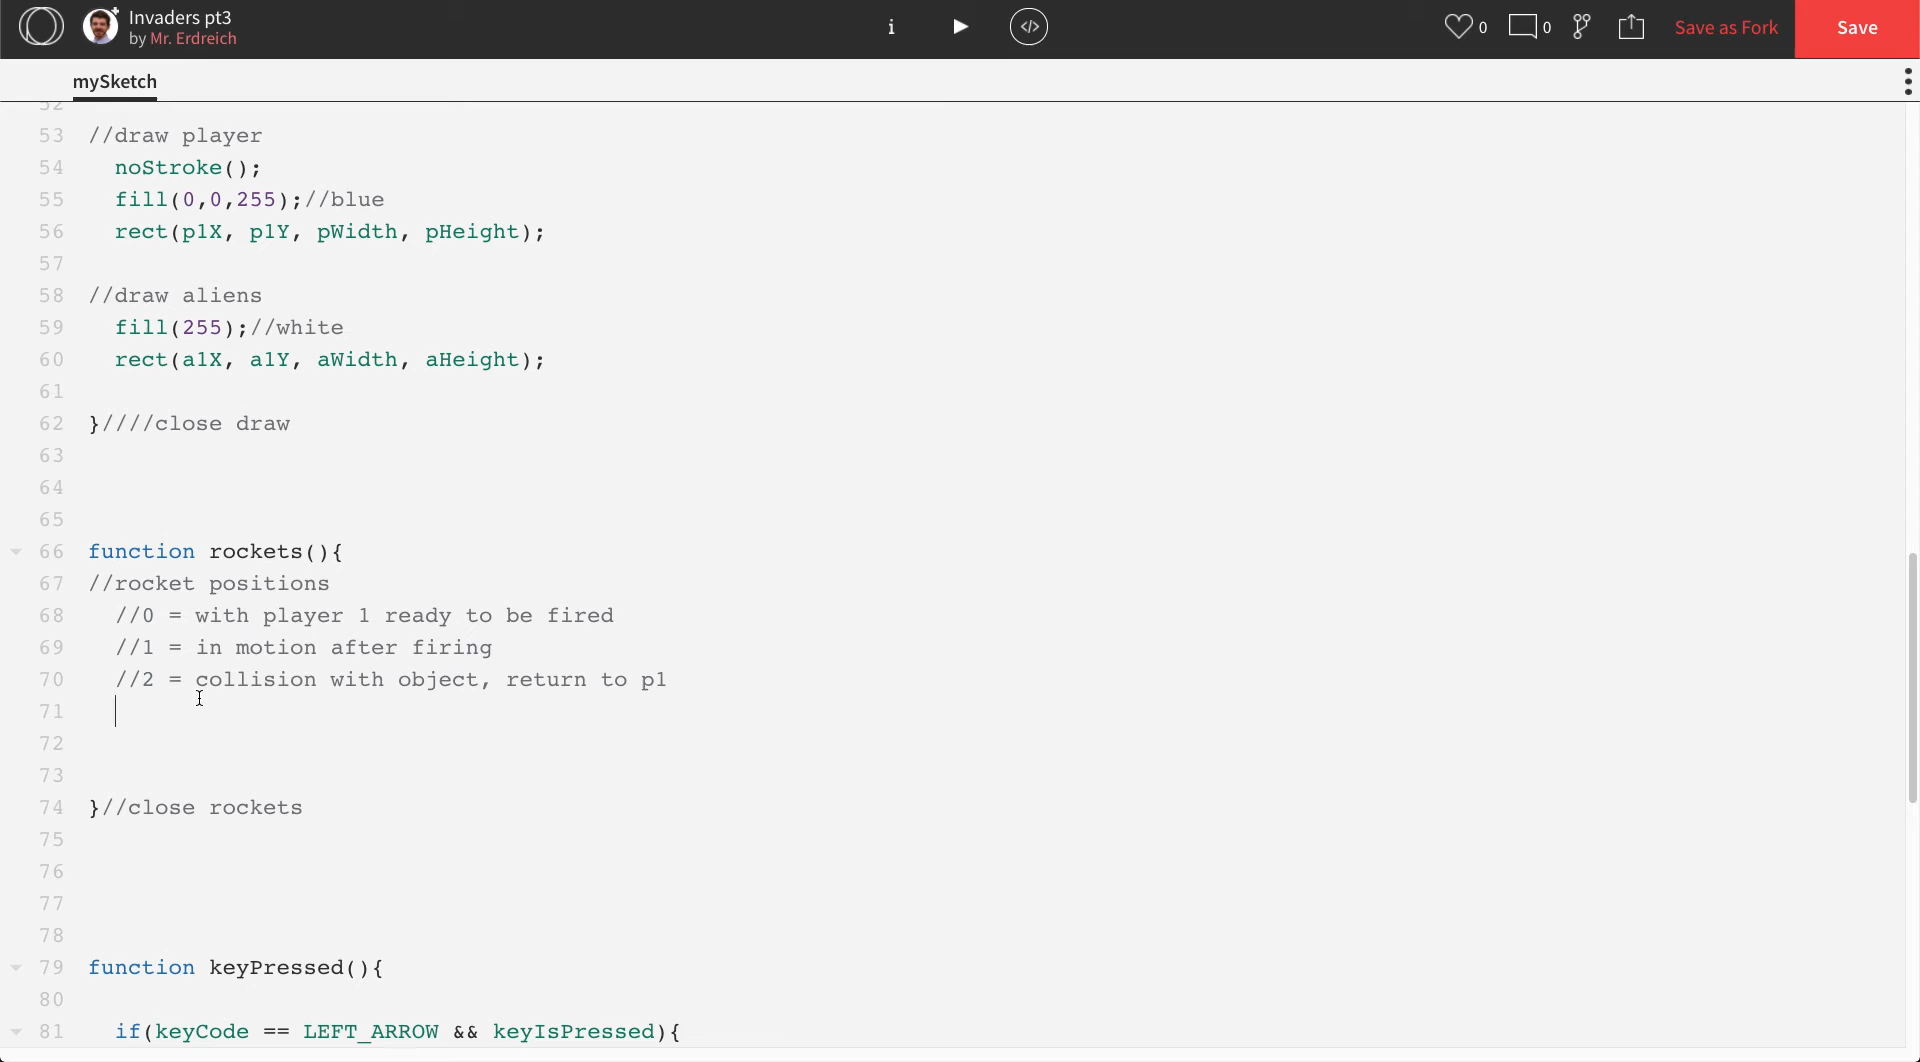 Invaders pt3
by Mr. Erdreich
i
</>
0
0
Save as Fork
Save
mySketch
52
53 //draw player
54 noStroke();
55 fill(0,0,255);//blue
56 rect(p1X, p1Y, pWidth, pHeight);
57
58 //draw aliens
59 fill(255);//white
60 rect(a1X, a1Y, aWidth, aHeight);
61
62 }////close draw
63
64
65
66 function rockets(){
67 //rocket positions
68 //0 = with player 1 ready to be fired
69 //1 = in motion after firing
70 //2 = collision with object, return to p1
71
72
73
74 }//close rockets
75
76
77
78
79 function keyPressed(){
80
81 if(keyCode == LEFT_ARROW && keyIsPressed){